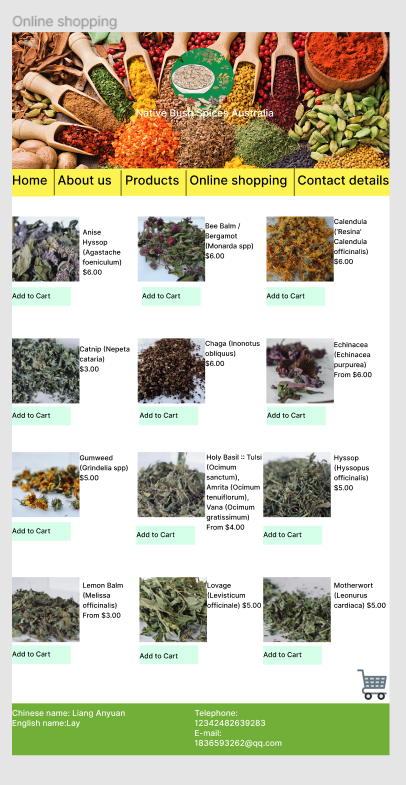 Online shopping
Native Bush Spices Australia
Home
About us
Products
Online shopping
Contact details
Anise
Hyssop
(Agastache
foeniculum)
$6.00
Add to Cart
Bee Balm /
Bergamot
(Monarda spp)
$6.00
Add to Cart
Calendula
('Resina'
Calendula
officinalis)
$6.00
Add to Cart
Catnip (Nepeta
cataria)
$3.00
Add to Cart
Chaga (Inonotus
obliquus)
$6.00
Add to Cart
Echinacea
(Echinacea
purpurea)
From $6.00
Add to Cart
Gumweed
(Grindelia spp)
$5.00
Add to Cart
Holy Basil :: Tulsi
(Ocimum
sanctum),
Amrita (Ocimum
tenuiflorum),
Vana (Ocimum
gratissimum)
From $4.00
Add to Cart
Hyssop
(Hyssopus
officinalis)
$5.00
Add to Cart
Lemon Balm
(Melissa
officinalis)
From $3.00
Add to Cart
Lovage
(Levisticum
officinale) $5.00
Add to Cart
Motherwort
(Leonurus
cardiaca) $5.00
Add to Cart
Chinese name: Liang Anyuan
English name:Lay
Telephone:
12342482639283
E-mail:
1836593262@qq.com